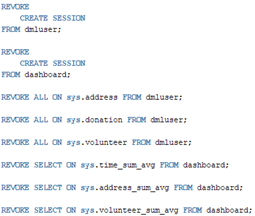 REVOKE
    CREATE SESSION
FROM dmluser;
REVOKE
    CREATE SESSION
FROM dashboard;
REVOKE ALL ON sys.address FROM dmluser;
REVOKE ALL ON sys.donation FROM dmluser;
REVOKE ALL ON sys.volunteer FROM dmluser;
REVOKE SELECT ON sys.time_sum_avg FROM dashboard;
REVOKE SELECT ON sys.address_sum_avg FROM dashboard;
REVOKE SELECT ON sys.volunteer_sum_avg FROM dashboard;